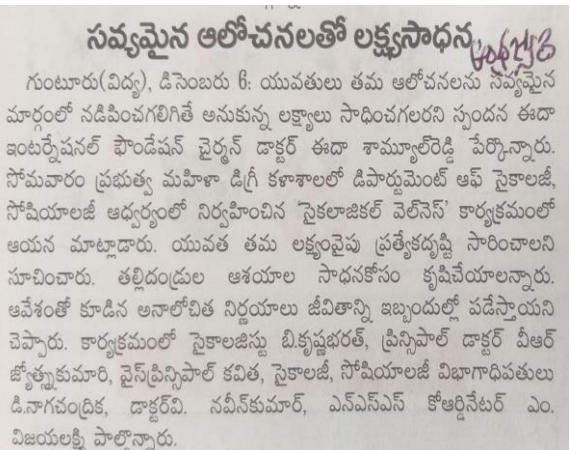 సవ్యమైన ఆలోచనలతో లక్ష్యసాధన
గుంటూరు(విద్య), డిసెంబరు 6: యువతులు తమ ఆలోచనలను సవ్యమైన
మార్గంలో నడిపించగలిగితే అనుకున్న లక్ష్యాలు సాధించగలరని స్పందన ఈదా
ఇంటర్నేషనల్ ఫౌండేషన్ చైర్మన్ డాక్టర్ ఈదా శామ్యూల్‌రెడ్డి పేర్కొన్నారు.
సోమవారం ప్రభుత్వ మహిళా డిగ్రీ కళాశాలలో డిపార్టుమెంట్ ఆఫ్ సైకాలజీ,
సోషియాలజీ ఆధ్వర్యంలో నిర్వహించిన 'సైకలాజికల్ వెల్‌నెస్' కార్యక్రమంలో
ఆయన మాట్లాడారు. యువత తమ లక్ష్యంవైపు ప్రత్యేకదృష్టి సారించాలని
సూచించారు. తల్లిదండ్రుల ఆశయాల సాధనకోసం కృషిచేయాలన్నారు.
ఆవేశంతో కూడిన అనాలోచిత నిర్ణయాలు జీవితాన్ని ఇబ్బందుల్లో పడేస్తాయని
చెప్పారు. కార్యక్రమంలో సైకాలజిస్టు బి.కృష్ణభరత్, ప్రిన్సిపాల్ డాక్టర్ వీఆర్
జ్యోత్స్నకుమారి, వైస్‌ప్రిన్సిపాల్ కవిత, సైకాలజీ, సోషియాలజీ విభాగాధిపతులు
డి.నాగచంద్రిక, డాక్టర్‌వి. నవీన్‌కుమార్, ఎన్ఎస్ఎస్ కోఆర్డినేటర్ ఎం.
విజయలక్ష్మి పాల్గొన్నారు.